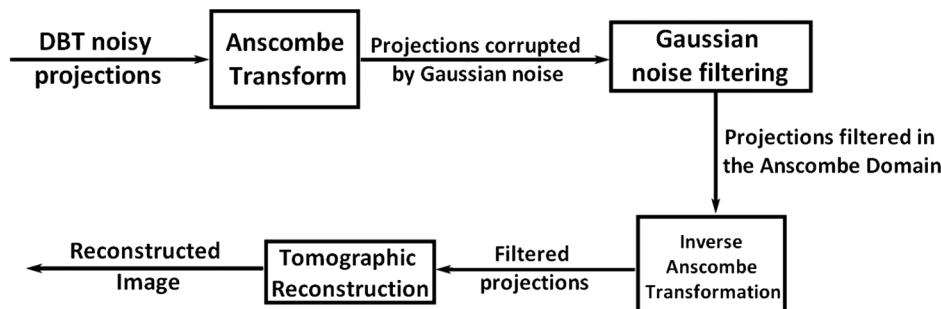 DBT noisy
projections
Anscombe
Transform
Projections corrupted
by Gaussian noise
Gaussian
noise filtering
Projections filtered in
the Anscombe Domain
Inverse
Anscombe
Transformation
Filtered
projections
Tomographic
Reconstruction
Reconstructed
Image